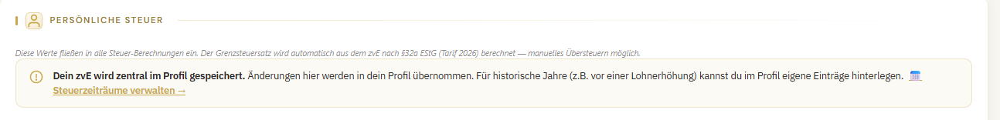 PERSÖNLICHE STEUER
Diese Werte fließen in alle Steuer-Berechnungen ein. Der Grenzsteuersatz wird automatisch aus dem zvE nach §32a EStG (Tarif 2026) berechnet — manuelles Übersteuern möglich.
Dein zvE wird zentral im Profil gespeichert. Änderungen hier werden in dein Profil übernommen. Für historische Jahre (z.B. vor einer Lohnerhöhung) kannst du im Profil eigene Einträge hinterlegen.
Steuerzeiträume verwalten →